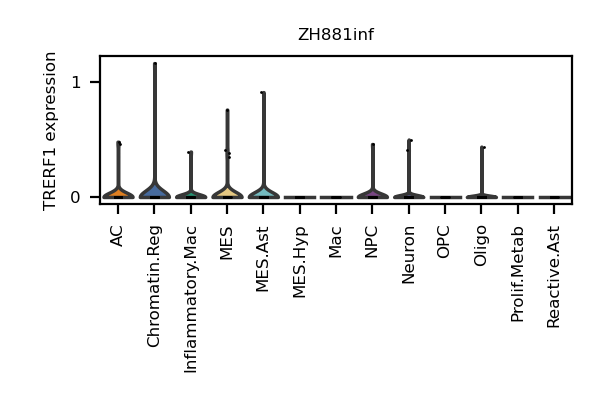 ZH881inf
TRERF1 expression
1
0
AC
Chromatin.Reg
Inflammatory.Mac
MES
MES.Ast
MES.Hyp
Mac
NPC
Neuron
OPC
Oligo
Prolif.Metab
Reactive.Ast